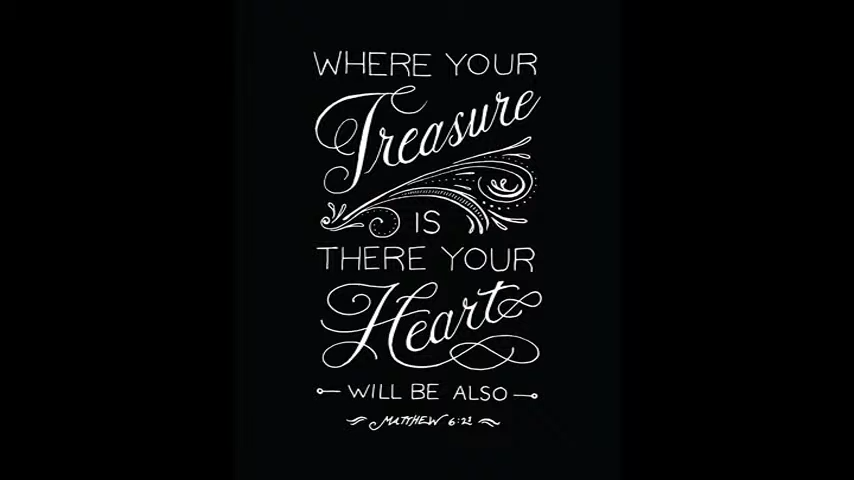 WHERE YOUR
Treasure
IS
THERE YOUR
Heart
WILL BE ALSO
MATTHEW 6:21